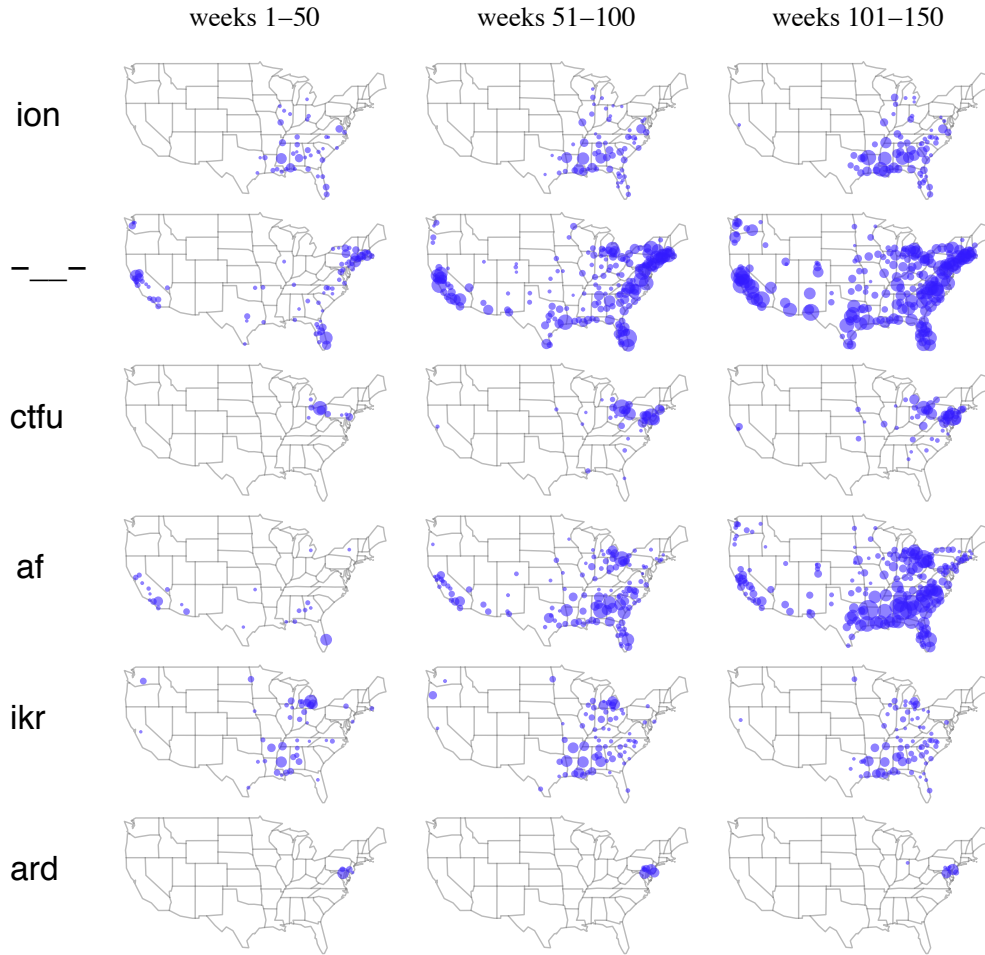 weeks 1–50 weeks 51–100 weeks 101–150
ion
-__-
ctfu
af
ikr
ard